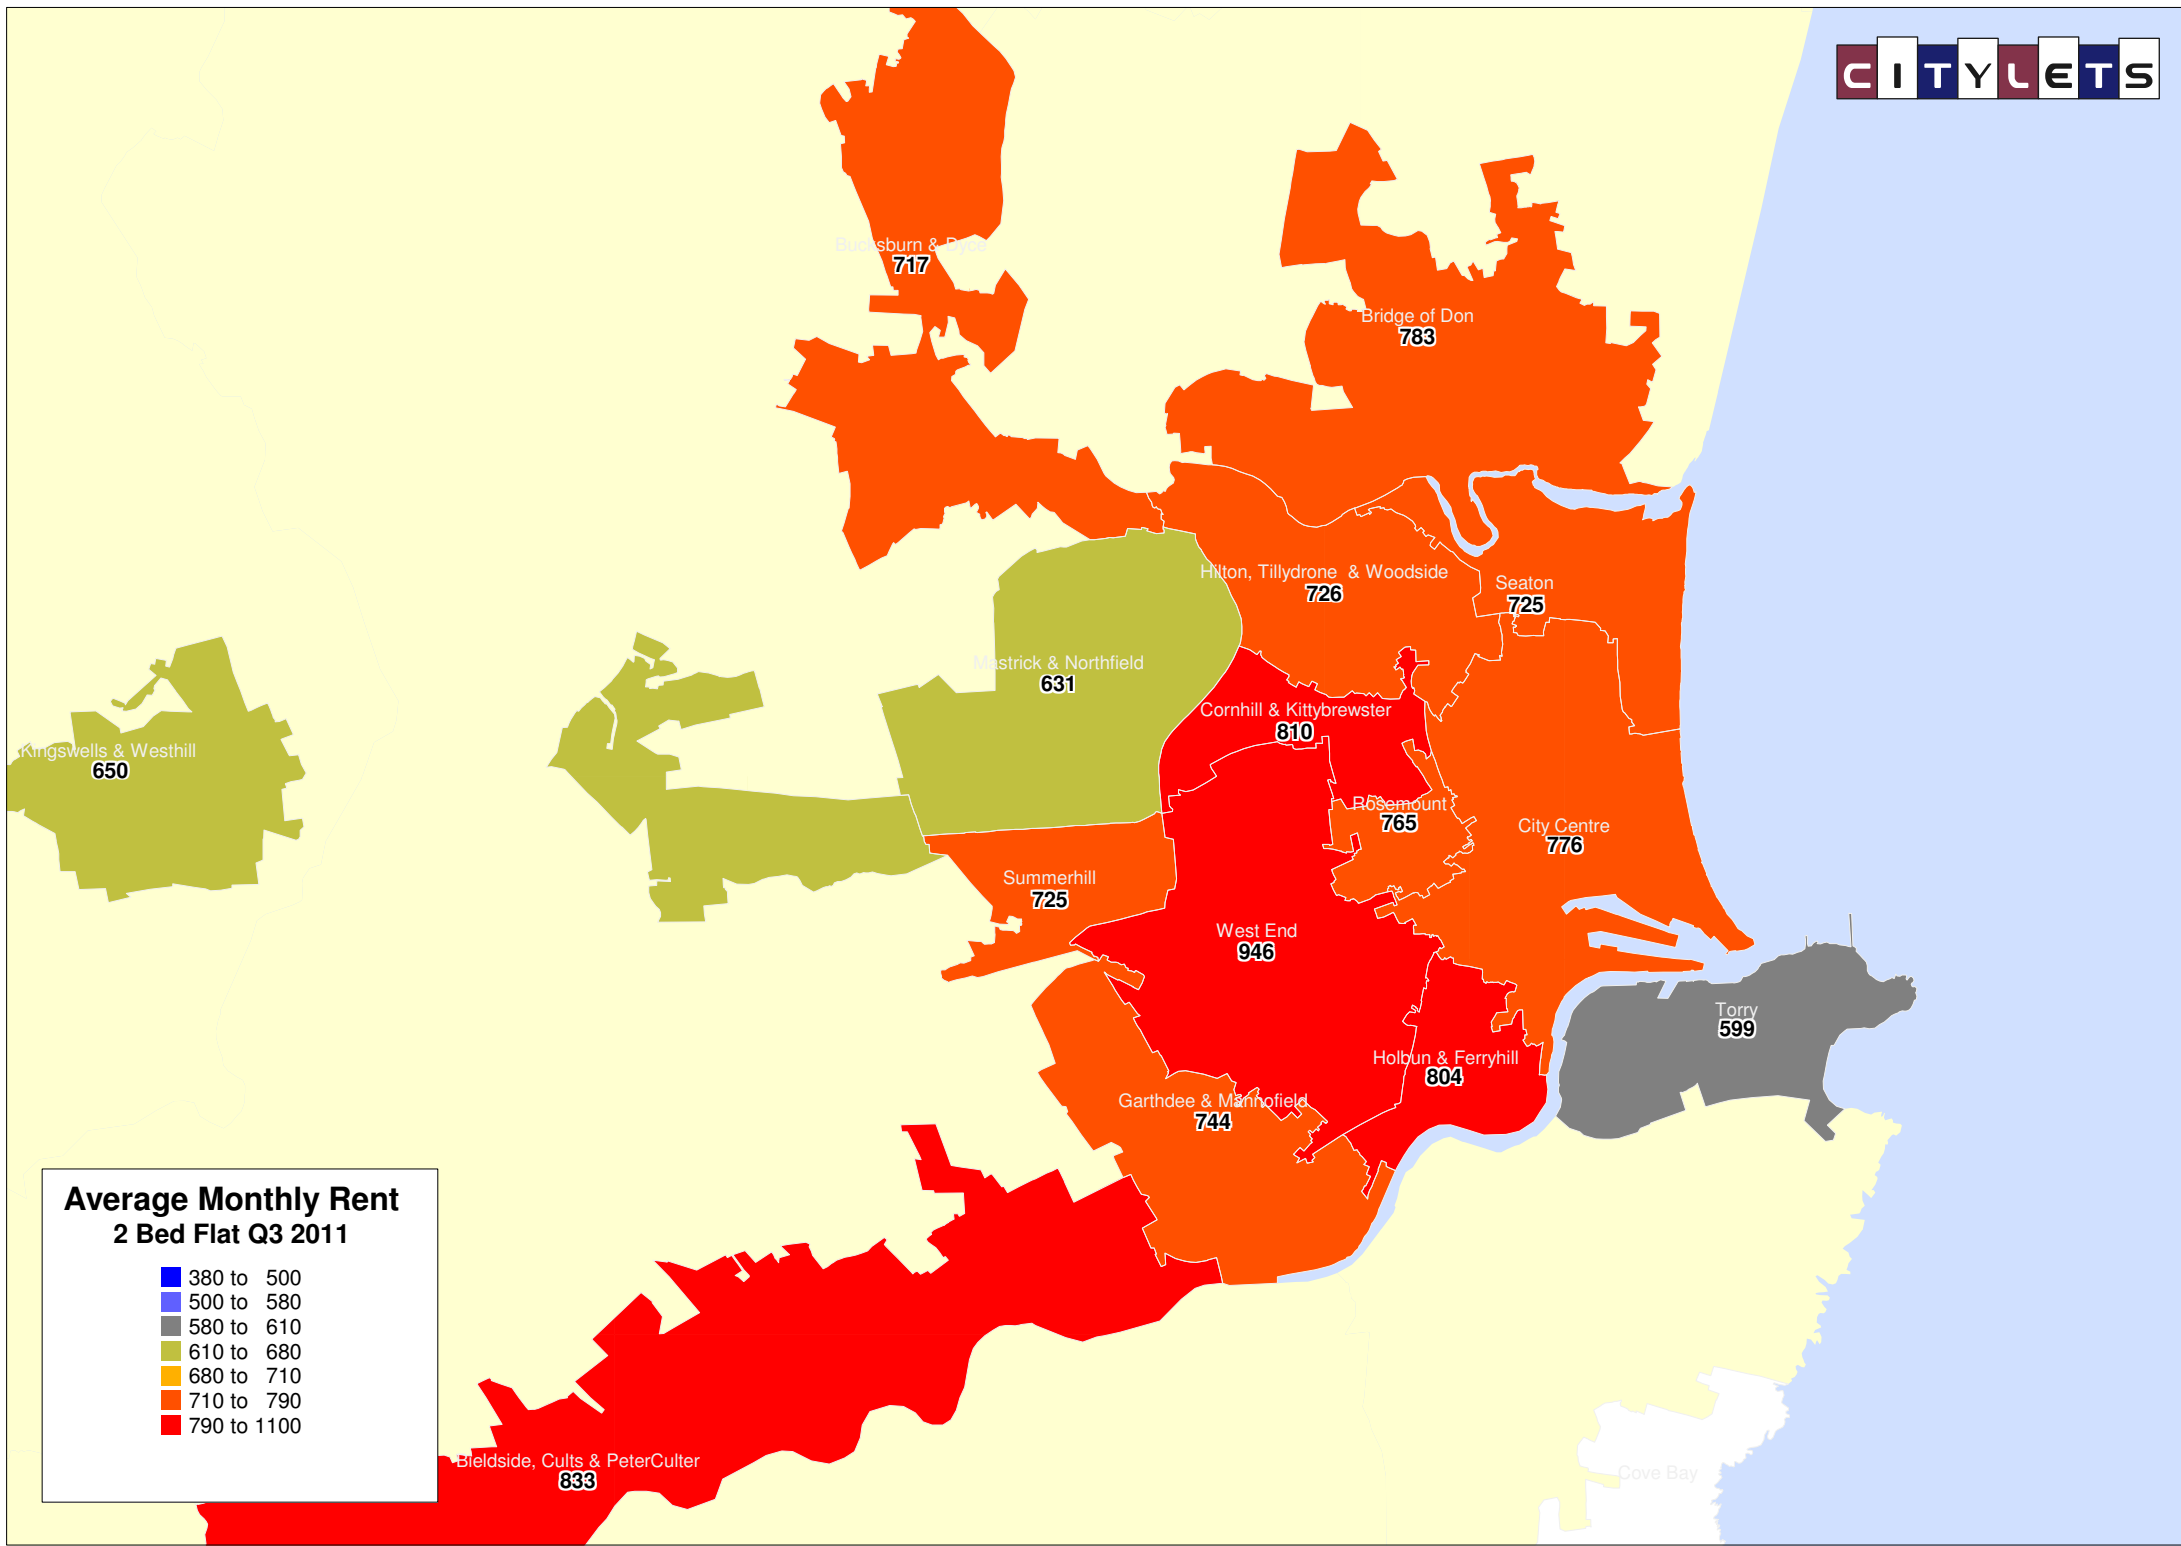 CITYLETS
Bucksburn & Dyce
717
Bridge of Don
783
Hilton, Tillydrone & Woodside
726
Seaton
725
Mastrick & Northfield
631
Cornhill & Kittybrewster
810
Kingswells & Westhill
650
Rosemount
765
City Centre
776
Summerhill
725
West End
946
Torry
599
Holbun & Ferryhill
804
Garthdee & Mannofield
744
Average Monthly Rent
2 Bed Flat Q3 2011
380 to 500
500 to 580
580 to 610
610 to 680
680 to 710
710 to 790
790 to 1100
Bieldside, Cults & PeterCulter
833
Cove Bay